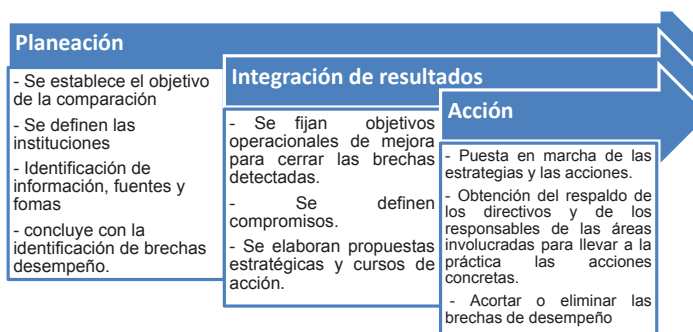 Planeación
- Se establece el objetivo
de la comparación
- Se definen las
instituciones
- Identificación de
información, fuentes y
fomas
- concluye con la
identificación de brechas
desempeño.
Integración de resultados
- Se fijan objetivos
operacionales de mejora
para cerrar las brechas
detectadas.
- Se definen
compromisos.
- Se elaboran propuestas
estratégicas y cursos de
acción.
Acción
- Puesta en marcha de las
estrategias y las acciones.
- Obtención del respaldo de
los directivos y de los
responsables de las áreas
involucradas para llevar a la
práctica las acciones
concretas.
- Acortar o eliminar las
brechas de desempeño